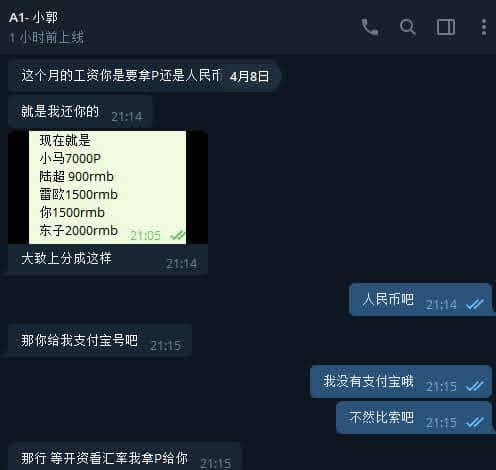 A1- 小郭
1 小时前上线
这个月的工资你是要拿P还是人民币
4月8日
就是我还你的 21:14
现在就是
小马7000P
陆超 900rmb
雷欧1500rmb
你1500rmb
东子2000rmb 21:05
大致上分成这样 21:14
人民币吧 21:14
那你给我支付宝号吧 21:15
我没有支付宝哦 21:15
不然比索吧 21:15
那行 等开资看汇率我拿P给你 21:15